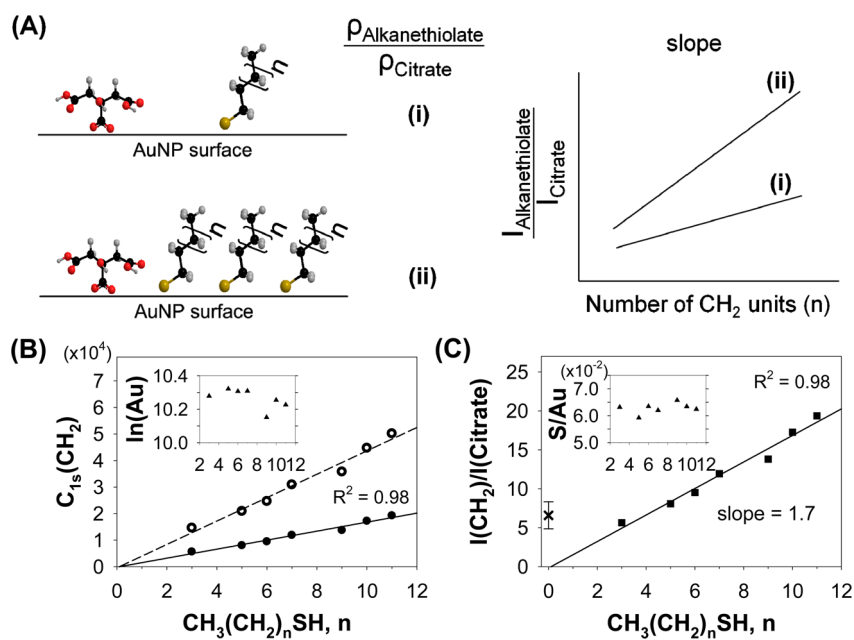 (A)
ρAlkanethiolate
ρCitrate
n
(i)
AuNP surface
n
n
n
(ii)
AuNP surface
slope
(ii)
(i)
IAlkanethiolate
ICitrate
Number of CH2 units (n)
(B)
(x10^4)
C1s(CH2)
7
6
5
4
3
2
1
0
ln(Au)
10.4
10.2
10.0
2 4 6 8 1012
R2 = 0.98
0 2 4 6 8 10 12
CH3(CH2)nSH, n
(C)
(x10^-2)
I(CH2)/I(Citrate)
25
20
15
10
5
0
S/Au
7.0
6.0
5.0
2 4 6 8 1012
R2 = 0.98
slope = 1.7
0 2 4 6 8 10 12
CH3(CH2)nSH, n